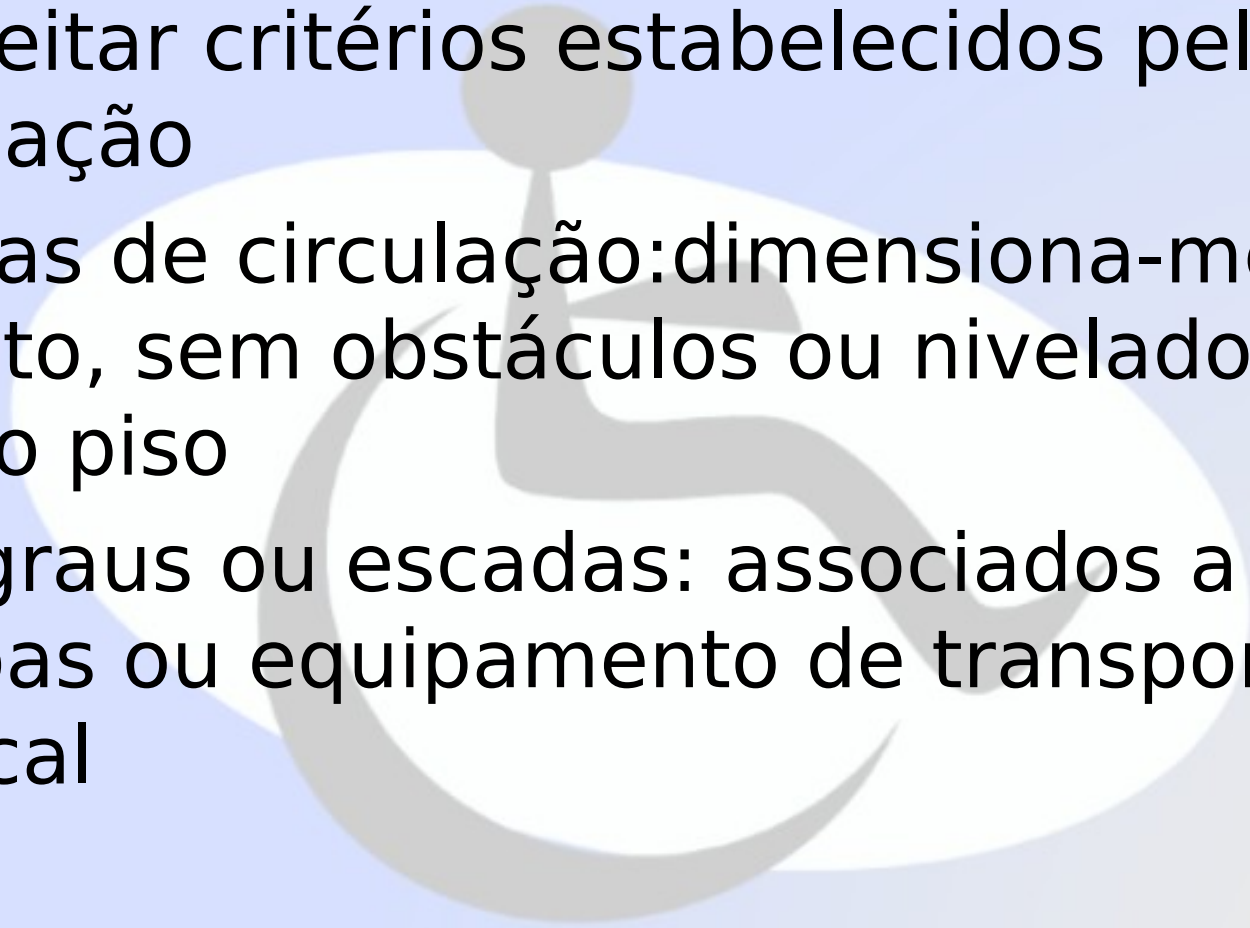 eitar critérios estabelecidos pel
ação
as de circulação:dimensiona-me
to, sem obstáculos ou nivelado
o piso
graus ou escadas: associados a
as ou equipamento de transpor
cal